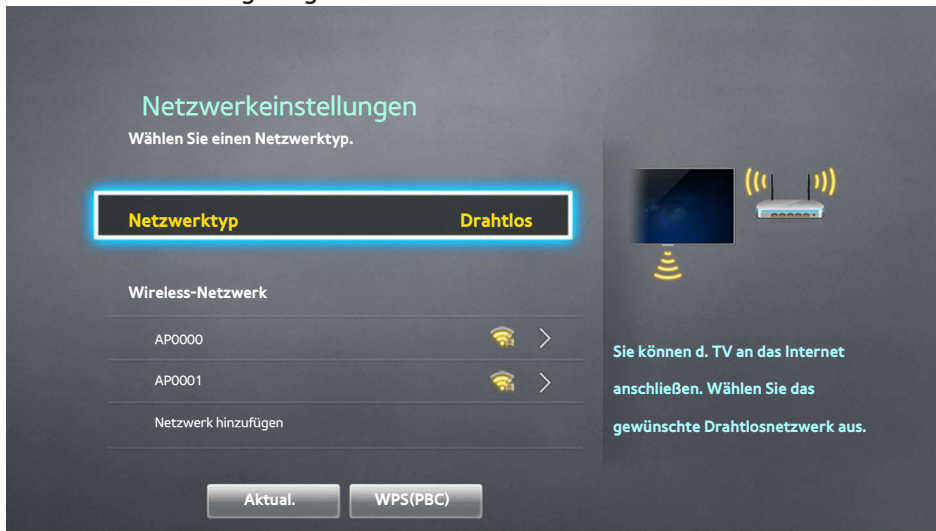 Netzwerkeinstellungen
Wählen Sie einen Netzwerktyp.
Netzwerktyp Drahtlos
Wireless-Netzwerk
AP0000
AP0001
Netzwerk hinzufügen
Aktual. WPS(PBC)
Sie können d. TV an das Internet
anschließen. Wählen Sie das
gewünschte Drahtlosnetzwerk aus.